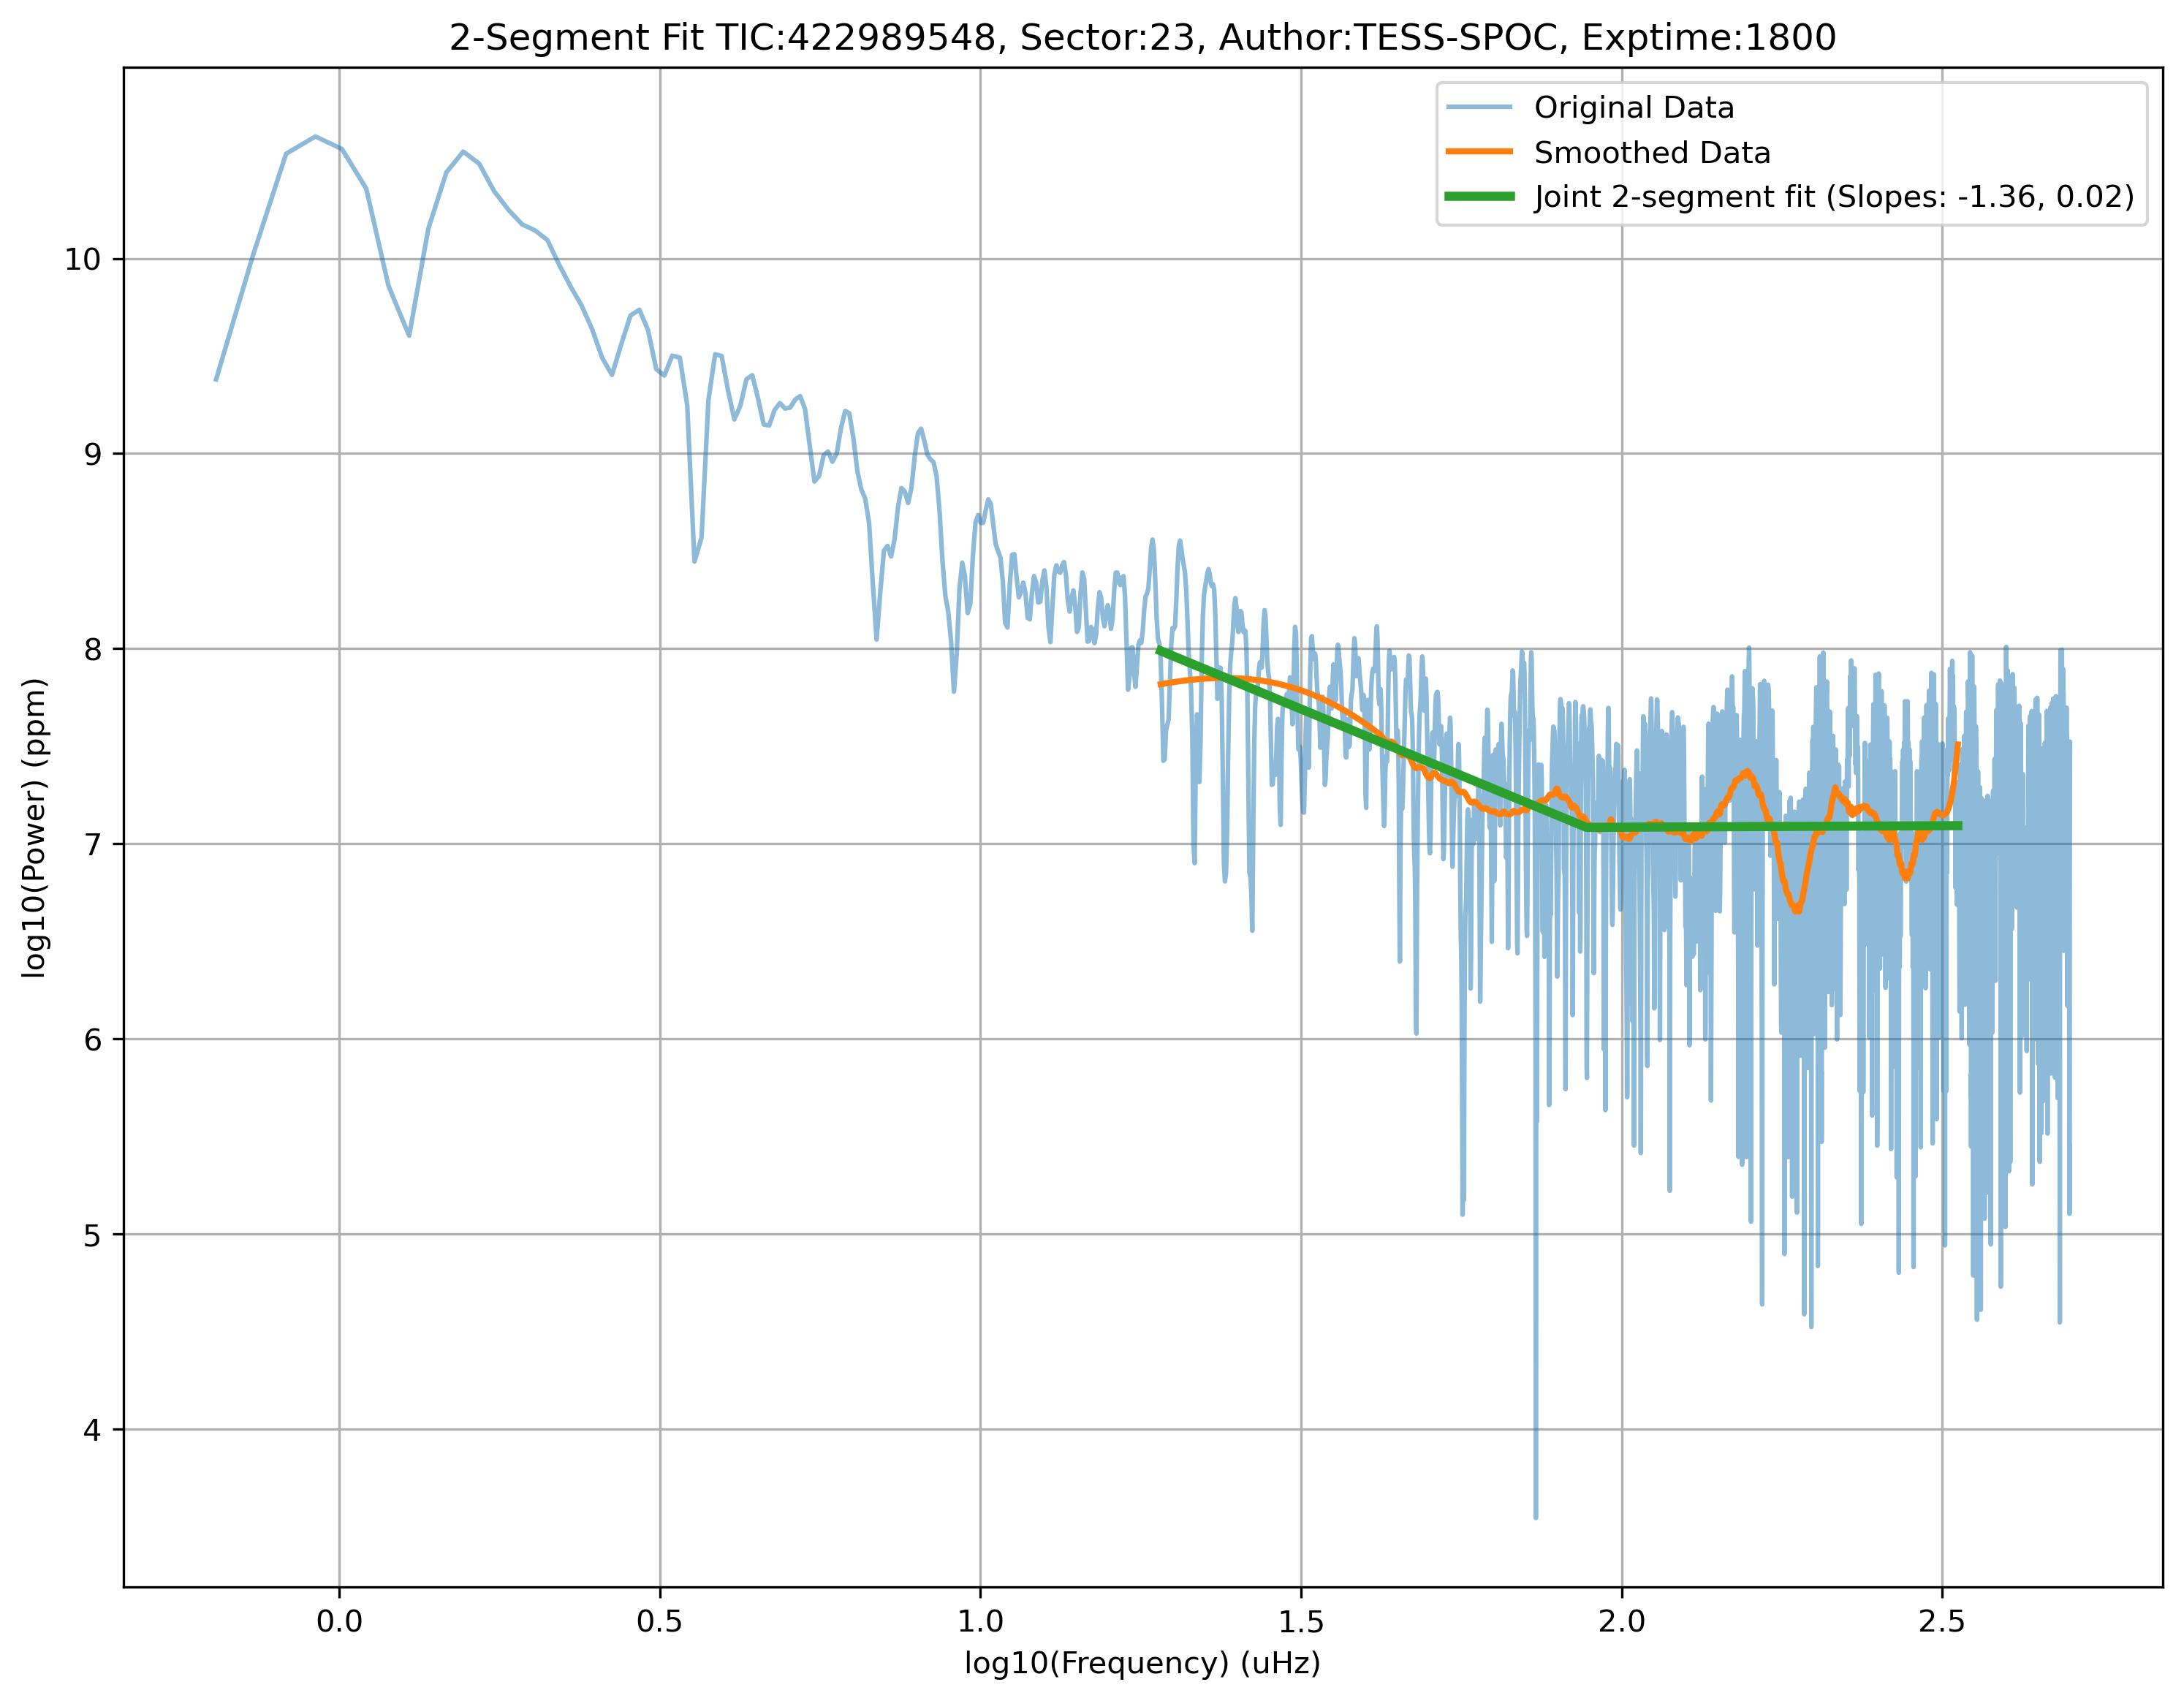 2-Segment Fit TIC:422989548, Sector:23, Author:TESS-SPOC, Exptime:1800
Original Data
Smoothed Data
Joint 2-segment fit (Slopes: -1.36, 0.02)
log10(Power) (ppm)
10
9
8
7
6
5
4
0.0 0.5 1.0 1.5 2.0 2.5
log10(Frequency) (uHz)